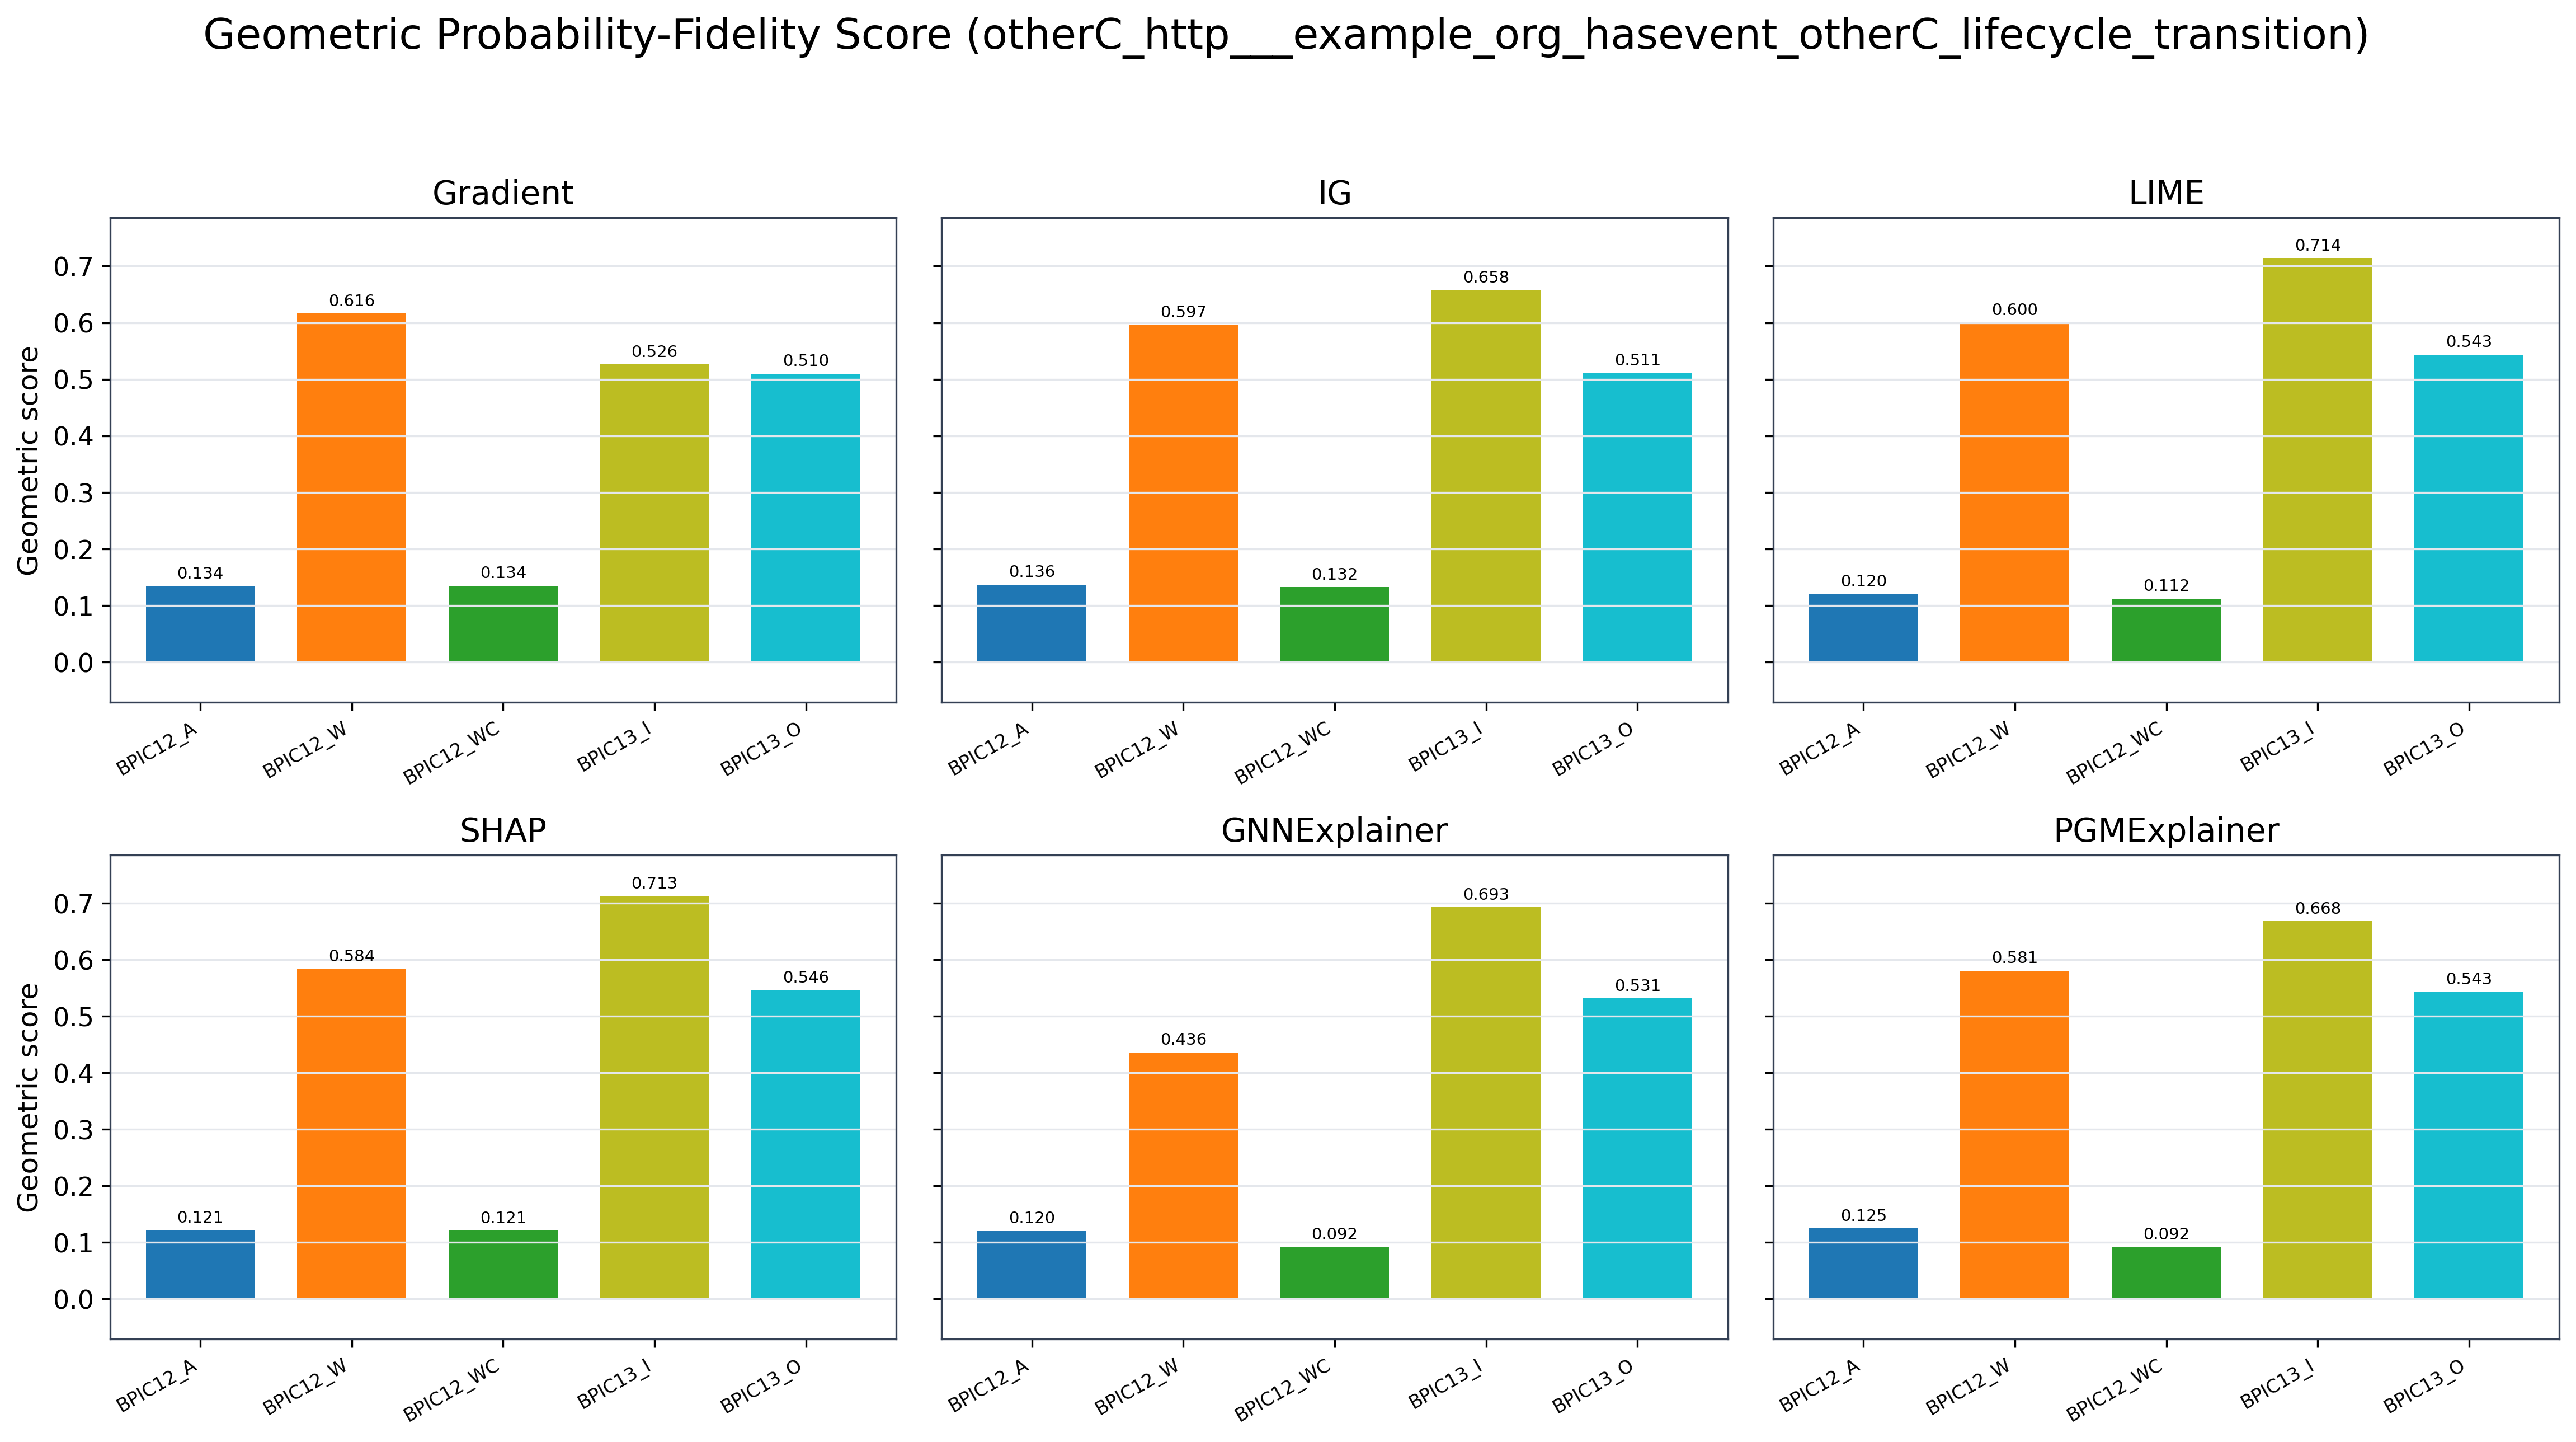 Geometric Probability-Fidelity Score (otherC_http___example_org_hasevent_otherC_lifecycle_transition)
Gradient
IG
LIME
Geometric score
0.7
0.6
0.5
0.4
0.3
0.2
0.1
0.0
0.134
0.616
0.134
0.526
0.510
0.136
0.597
0.132
0.658
0.511
0.120
0.600
0.112
0.714
0.543
BPIC12_A
BPIC12_W
BPIC12_WC
BPIC13_I
BPIC13_O
BPIC12_A
BPIC12_W
BPIC12_WC
BPIC13_I
BPIC13_O
BPIC12_A
BPIC12_W
BPIC12_WC
BPIC13_I
BPIC13_O
SHAP
GNNExplainer
PGMExplainer
Geometric score
0.7
0.6
0.5
0.4
0.3
0.2
0.1
0.0
0.121
0.584
0.121
0.713
0.546
0.120
0.436
0.092
0.693
0.531
0.125
0.581
0.092
0.668
0.543
BPIC12_A
BPIC12_W
BPIC12_WC
BPIC13_I
BPIC13_O
BPIC12_A
BPIC12_W
BPIC12_WC
BPIC13_I
BPIC13_O
BPIC12_A
BPIC12_W
BPIC12_WC
BPIC13_I
BPIC13_O